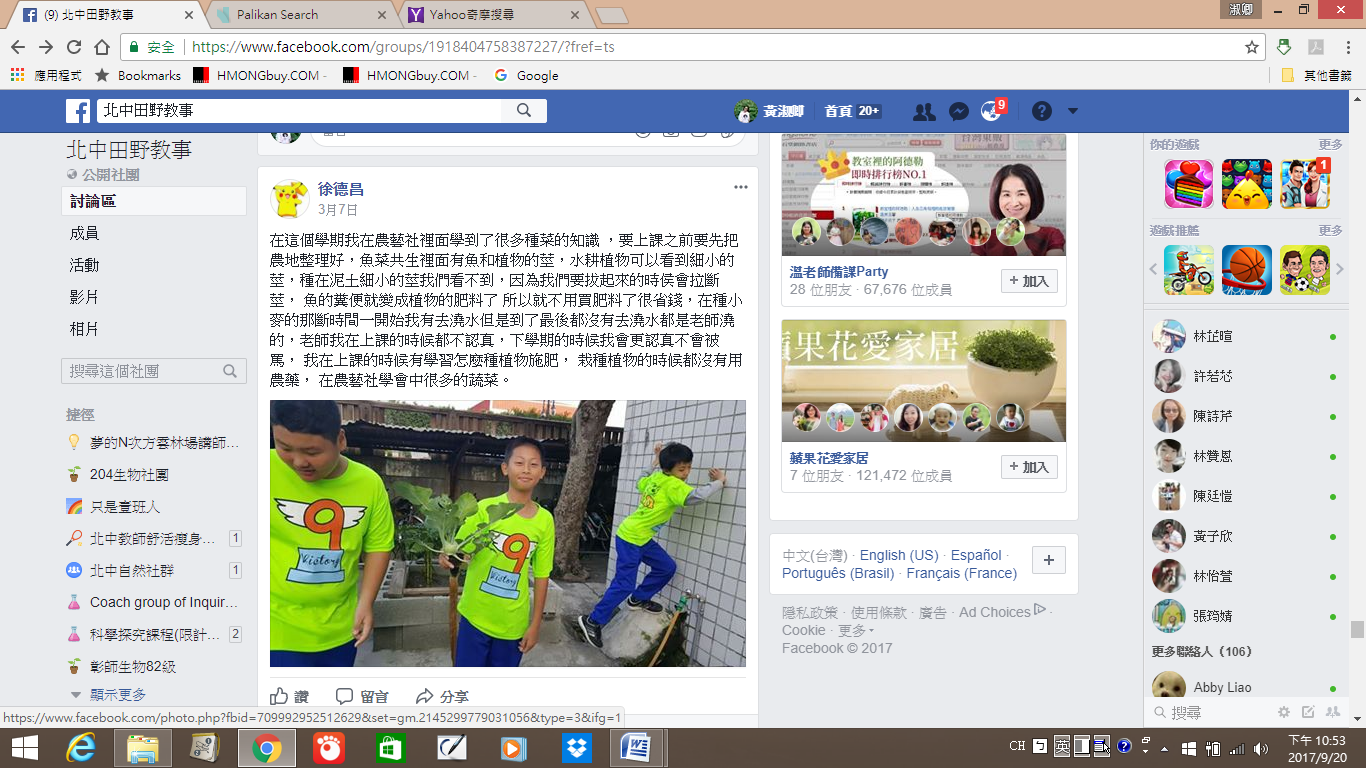 (9) 北中田野教事
Palikan Search
Yahoo奇摩搜尋
淑卿
安全
https://www.facebook.com/groups/1918404758387227/?fref=ts
應用程式
Bookmarks
HMONGbuy.COM -
HMONGbuy.COM -
Google
其他書籤
北中田野教事
黃淑卿
首頁 20+
9
北中田野教事
公開社團
討論區
成員
活動
影片
相片
搜尋這個社團
捷徑
夢的N次方雲林場講師...
204生物社團
只是壹班人
北中教師舒活瘦身... 1
北中自然社群 1
Coach group of Inquir...
科學探究課程(限計... 2
彰師生物82級
顯示更多
徐德昌
3月7日
在這個學期我在農藝社裡面學到了很多種菜的知識 ，要上課之前要先把
農地整理好，魚菜共生裡面有魚和植物的莖，水耕植物可以看到細小的
莖，種在泥土細小的莖我們看不到，因為我們要拔起來的時侯會拉斷
莖， 魚的糞便就變成植物的肥料了 所以就不用買肥料了很省錢，在種小
麥的那斷時間一開始我有去澆水但是到了最後都沒有去澆水都是老師澆
的，老師我在上課的時候都不認真，下學期的時候我會更認真不會被
罵， 我在上課的時候有學習怎麼種植物施肥， 栽種植物的時候都沒有用
農藥， 在農藝社學會中很多的蔬菜。
9
Victory
9
Victory
讚
留言
分享
教室裡的阿德勒
即時排行榜NO.1
溫老師備課Party
28 位朋友 · 67,676 位成員
+ 加入
蘋果花愛家居
蘋果花愛家居
7 位朋友 · 121,472 位成員
+ 加入
中文(台灣) · English (US) · Español ·
Português (Brasil) · Français (France)
+
隱私政策 · 使用條款 · 廣告 · Ad Choices ·
Cookie · 更多
Facebook © 2017
你的遊戲
更多
1
遊戲推薦
更多
林芷暄
許若芯
陳詩芹
林贊恩
陳廷愷
黃子欣
林怡萱
張筠婧
更多聯絡人（106）
Abby Liao
搜尋
https://www.facebook.com/photo.php?fbid=709992952512629&set=gm.2145299779031056&type=3&ifg=1
CH
英
下午 10:53
2017/9/20